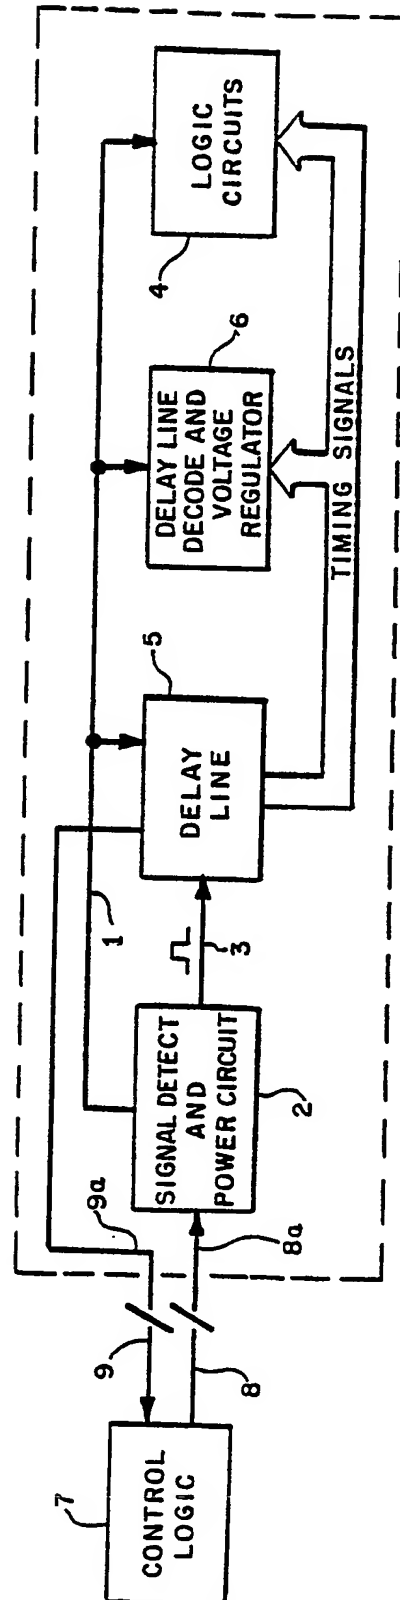 7
CONTROL
LOGIC
9
8
9a
8a
SIGNAL DETECT
AND
POWER CIRCUIT
2
1
3
5
DELAY
LINE
DELAY LINE
DECODE AND
VOLTAGE
REGULATOR
6
TIMING SIGNALS
4
LOGIC
CIRCUITS